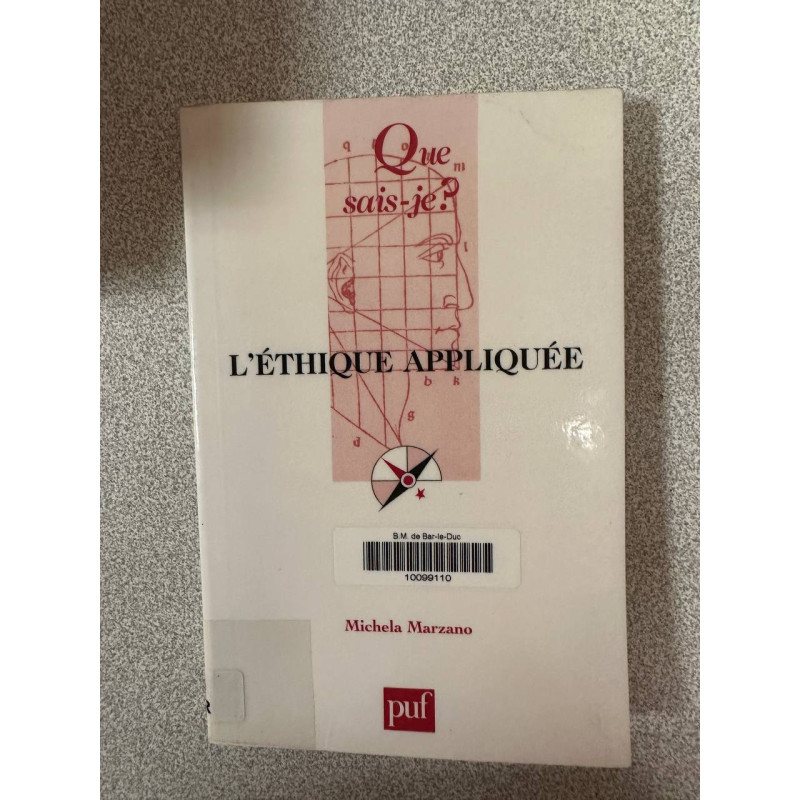 Que
sais-je?
q
o
m
l
L'ÉTHIQUE APPLIQUÉE
b
k
g
d
B.M. de Bar-le-Duc
10099110
Michela Marzano
puf
R